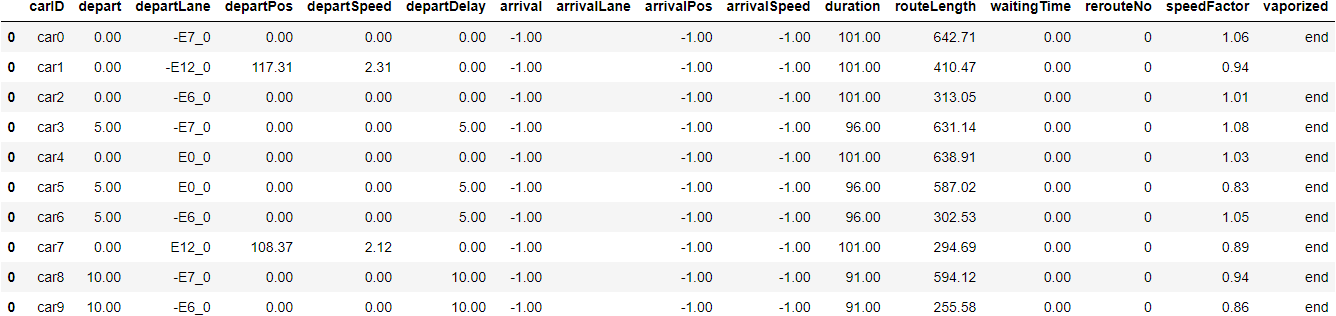 carID depart departLane departPos departSpeed departDelay arrival arrivalLane arrivalPos arrivalSpeed duration routeLength waitingTime rerouteNo speedFactor vaporized
0 car0 0.00 -E7_0 0.00 0.00 0.00 -1.00 -1.00 -1.00 101.00 642.71 0.00 0 1.06 end
0 car1 0.00 -E12_0 117.31 2.31 0.00 -1.00 -1.00 -1.00 101.00 410.47 0.00 0 0.94
0 car2 0.00 -E6_0 0.00 0.00 0.00 -1.00 -1.00 -1.00 101.00 313.05 0.00 0 1.01 end
0 car3 5.00 -E7_0 0.00 0.00 5.00 -1.00 -1.00 -1.00 96.00 631.14 0.00 0 1.08 end
0 car4 0.00 E0_0 0.00 0.00 0.00 -1.00 -1.00 -1.00 101.00 638.91 0.00 0 1.03 end
0 car5 5.00 E0_0 0.00 0.00 5.00 -1.00 -1.00 -1.00 96.00 587.02 0.00 0 0.83 end
0 car6 5.00 -E6_0 0.00 0.00 5.00 -1.00 -1.00 -1.00 96.00 302.53 0.00 0 1.05 end
0 car7 0.00 E12_0 108.37 2.12 0.00 -1.00 -1.00 -1.00 101.00 294.69 0.00 0 0.89 end
0 car8 10.00 -E7_0 0.00 0.00 10.00 -1.00 -1.00 -1.00 91.00 594.12 0.00 0 0.94 end
0 car9 10.00 -E6_0 0.00 0.00 10.00 -1.00 -1.00 -1.00 91.00 255.58 0.00 0 0.86 end